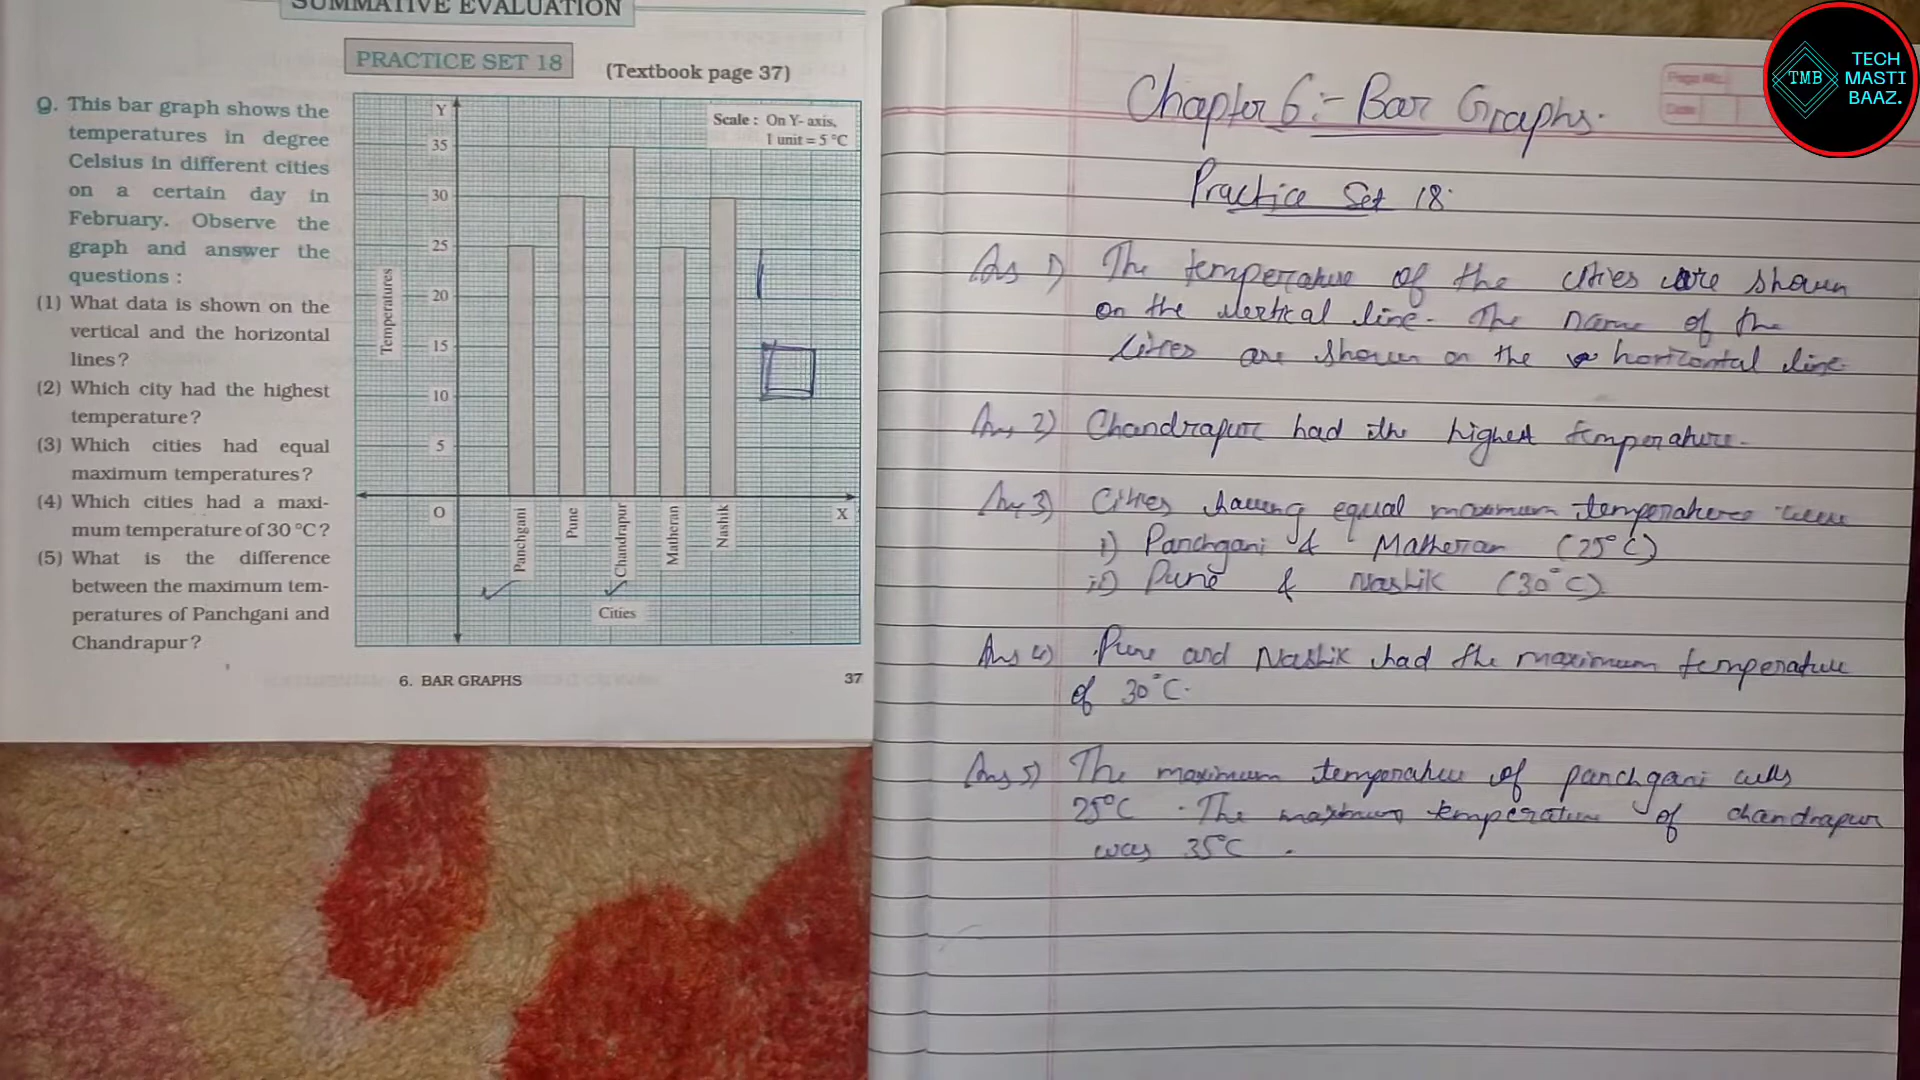 SUMMATIVE EVALUATION
PRACTICE SET 18
(Textbook page 37)
Q. This bar graph shows the
temperatures in degree
Celsius in different cities
on a certain day in
February. Observe the
graph and answer the
questions :
(1) What data is shown on the
vertical and the horizontal
lines?
(2) Which city had the highest
temperature?
(3) Which cities had equal
maximum temperatures?
(4) Which cities had a maxi-
mum temperature of 30 °C?
(5) What is the difference
between the maximum tem-
peratures of Panchgani and
Chandrapur?
Y
Scale : On Y- axis,
1 unit = 5 °C
35
30
25
20
15
10
5
O
X
Temperatures
Panchgani
Pune
Chandrapur
Matheran
Nashik
Cities
6. BAR GRAPHS
37
TECH
MASTI
BAAZ.
TMB
Page No.
Date
Chapter 6:- Bar Graphs.
Practice Set 18.
Ans 1) The temperature of the cities are shown
on the vertical line. The name of the
cities are shown on the horizontal line
Ans 2) Chandrapur had the highest temperature.
Ans 3) Cities having equal maximum temperatures were
i) Panchgani & Matheran (25°C)
ii) Pune & Nashik (30°C)
Ans 4) Pune and Nashik had the maximum temperature
of 30°C.
Ans 5) The maximum temperature of panchgani was
25°C . The maximum temperature of chandrapur
was 35°C .